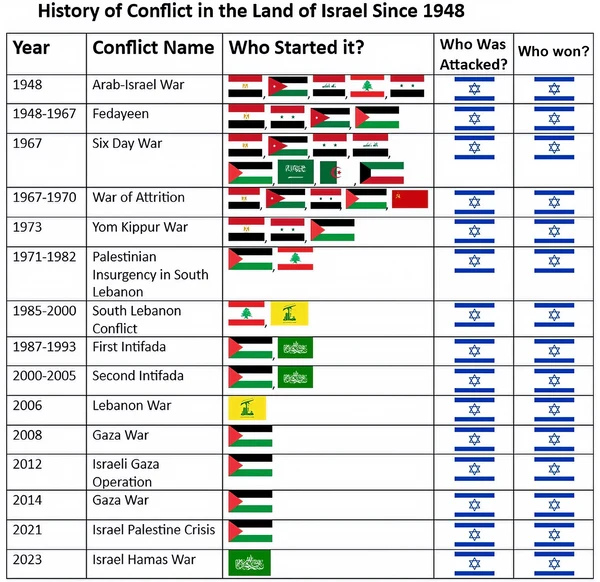 History of Conflict in the Land of Israel Since 1948
Year Conflict Name Who Started it? Who Was Attacked? Who won?
1948 Arab-Israel War
1948-1967 Fedayeen
1967 Six Day War
1967-1970 War of Attrition
1973 Yom Kippur War
1971-1982 Palestinian
Insurgency in South
Lebanon
1985-2000 South Lebanon
Conflict
1987-1993 First Intifada
2000-2005 Second Intifada
2006 Lebanon War
2008 Gaza War
2012 Israeli Gaza
Operation
2014 Gaza War
2021 Israel Palestine Crisis
2023 Israel Hamas War